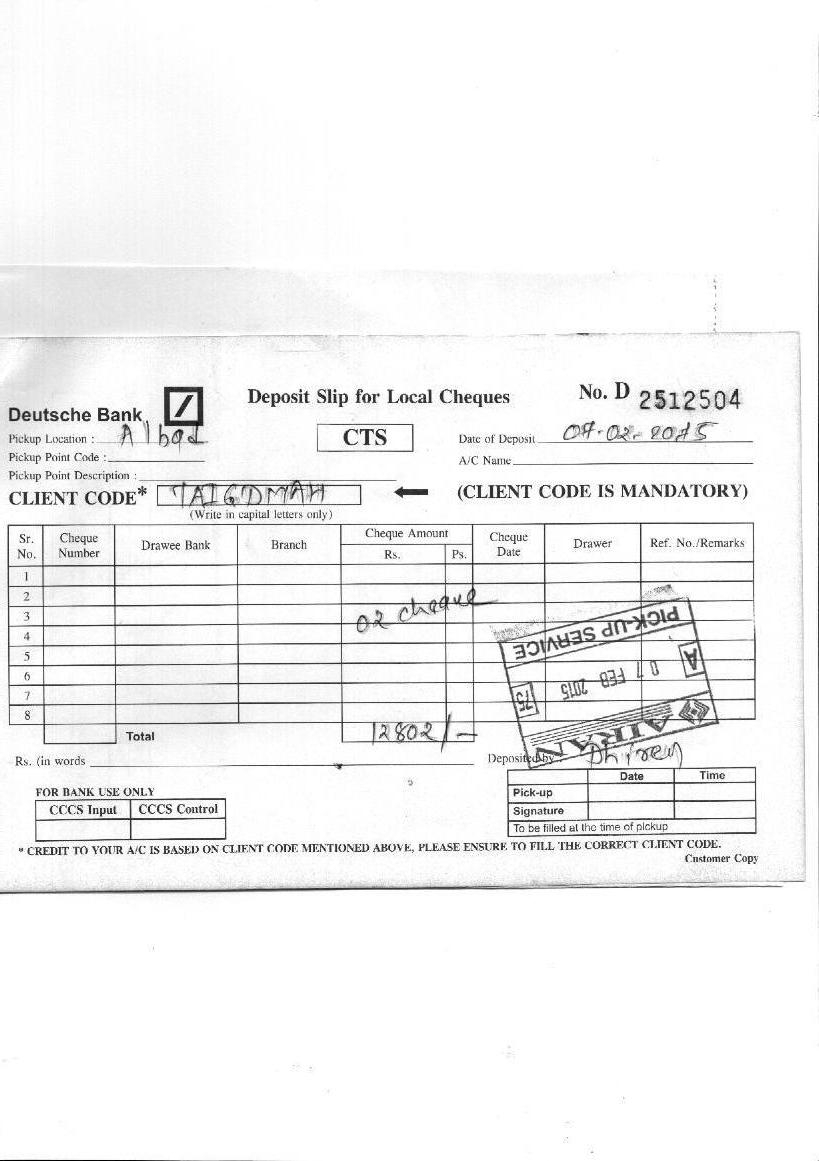 Deutsche Bank
Deposit Slip for Local Cheques
No. D 2512504
Pickup Location : A'bad
CTS
Date of Deposit 07-02-2015
Pickup Point Code :
A/C Name
Pickup Point Description :
CLIENT CODE* TAIGDMAH
(CLIENT CODE IS MANDATORY)
(Write in capital letters only)
Sr. No. Cheque Number Drawee Bank Branch Cheque Amount Rs. Ps. Cheque Date Drawer Ref. No./Remarks
1
2
3 02 cheque
4
5
6
7
8
PICK-UP SERVICE
A 07 FEB 2015 75
AIRAN
Total 12802/-
Rs. (in words
Deposited by Dhiren
Date Time
Pick-up
Signature
To be filled at the time of pickup
FOR BANK USE ONLY
CCCS Input CCCS Control
* CREDIT TO YOUR A/C IS BASED ON CLIENT CODE MENTIONED ABOVE, PLEASE ENSURE TO FILL THE CORRECT CLIENT CODE.
Customer Copy